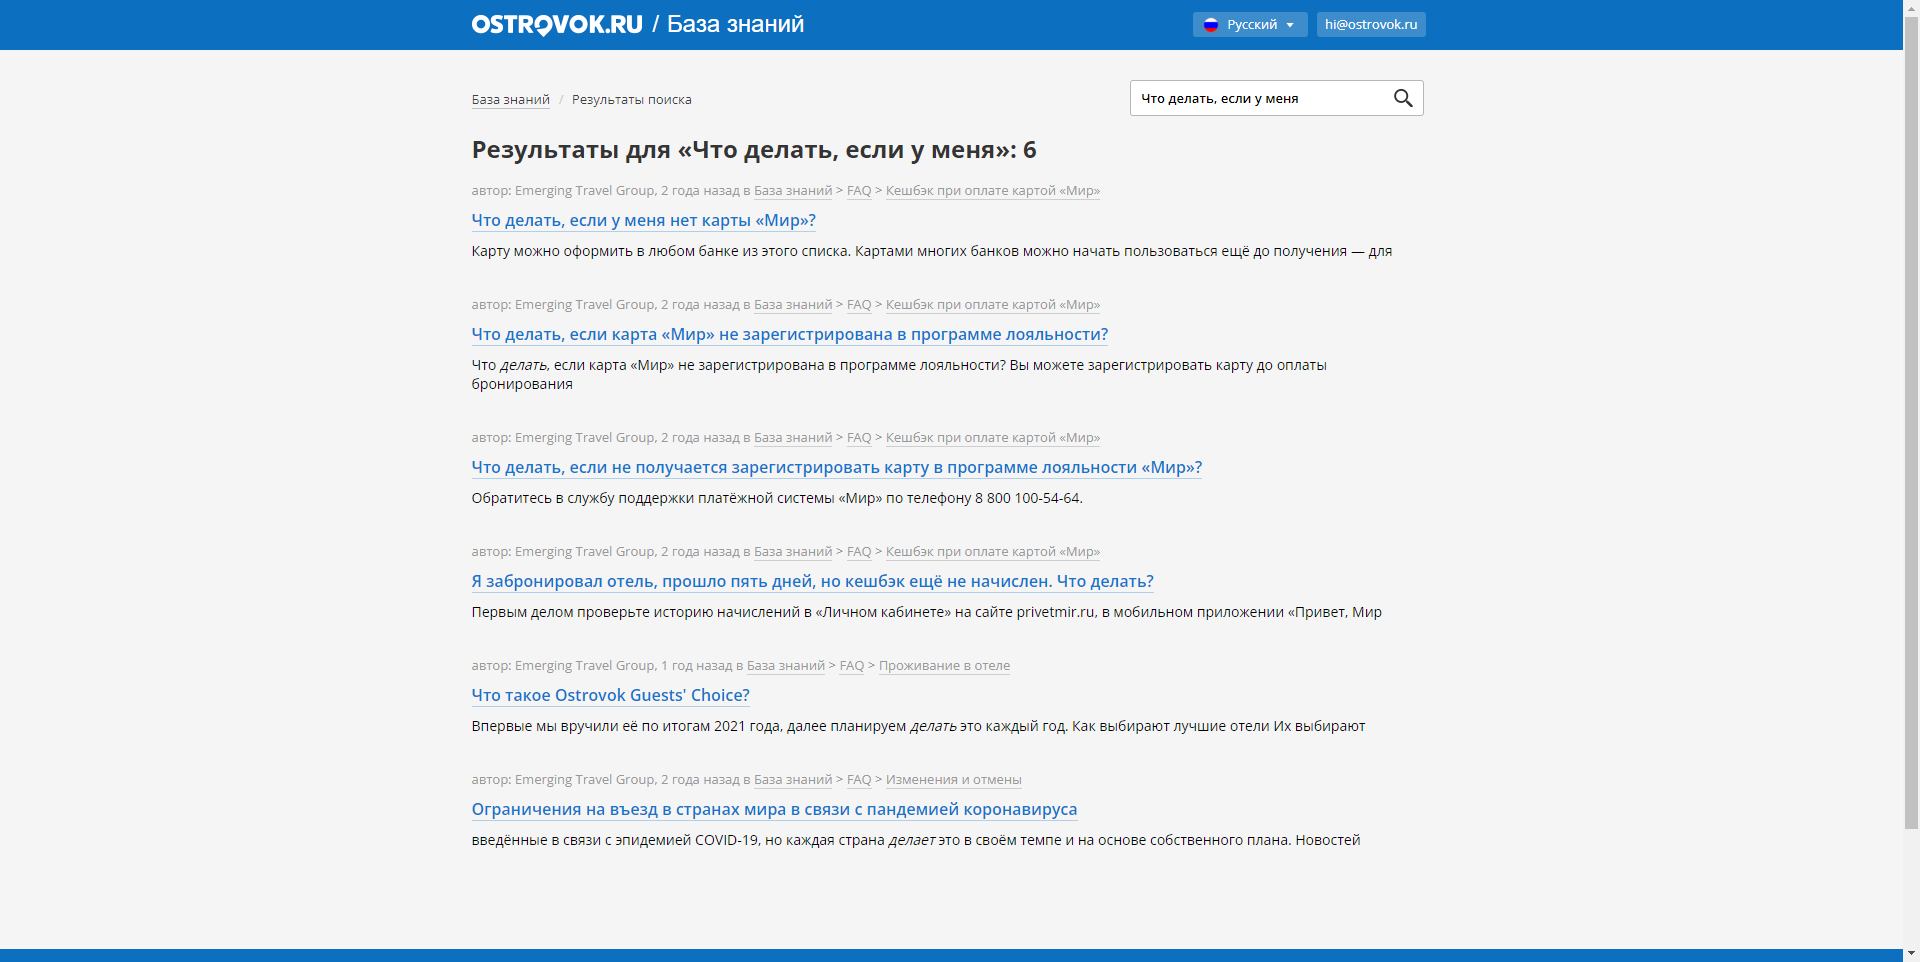 OSTROVOK.RU / База знаний
Русский
hi@ostrovok.ru
База знаний / Результаты поиска
Что делать, если у меня
Результаты для «Что делать, если у меня»: 6
автор: Emerging Travel Group, 2 года назад в База знаний > FAQ > Кешбэк при оплате картой «Мир»
Что делать, если у меня нет карты «Мир»?
Карту можно оформить в любом банке из этого списка. Картами многих банков можно начать пользоваться ещё до получения — для
автор: Emerging Travel Group, 2 года назад в База знаний > FAQ > Кешбэк при оплате картой «Мир»
Что делать, если карта «Мир» не зарегистрирована в программе лояльности?
Что делать, если карта «Мир» не зарегистрирована в программе лояльности? Вы можете зарегистрировать карту до оплаты
бронирования
автор: Emerging Travel Group, 2 года назад в База знаний > FAQ > Кешбэк при оплате картой «Мир»
Что делать, если не получается зарегистрировать карту в программе лояльности «Мир»?
Обратитесь в службу поддержки платёжной системы «Мир» по телефону 8 800 100-54-64.
автор: Emerging Travel Group, 2 года назад в База знаний > FAQ > Кешбэк при оплате картой «Мир»
Я забронировал отель, прошло пять дней, но кешбэк ещё не начислен. Что делать?
Первым делом проверьте историю начислений в «Личном кабинете» на сайте privetmir.ru, в мобильном приложении «Привет, Мир
автор: Emerging Travel Group, 1 год назад в База знаний > FAQ > Проживание в отеле
Что такое Ostrovok Guests' Choice?
Впервые мы вручили её по итогам 2021 года, далее планируем делать это каждый год. Как выбирают лучшие отели Их выбирают
автор: Emerging Travel Group, 2 года назад в База знаний > FAQ > Изменения и отмены
Ограничения на въезд в странах мира в связи с пандемией коронавируса
введённые в связи с эпидемией COVID-19, но каждая страна делает это в своём темпе и на основе собственного плана. Новостей